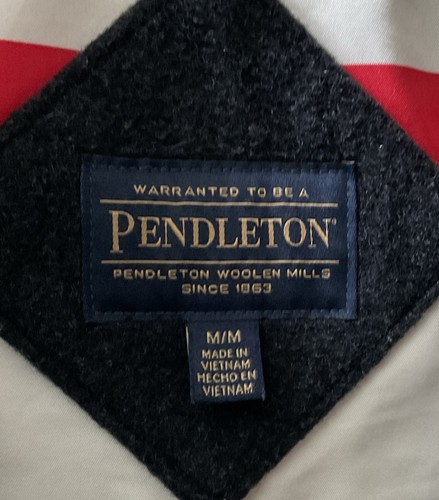 WARRANTED TO BE A
PENDLETON®
PENDLETON WOOLEN MILLS
SINCE 1863
M/M
MADE IN
VIETNAM
HECHO EN
VIETNAM